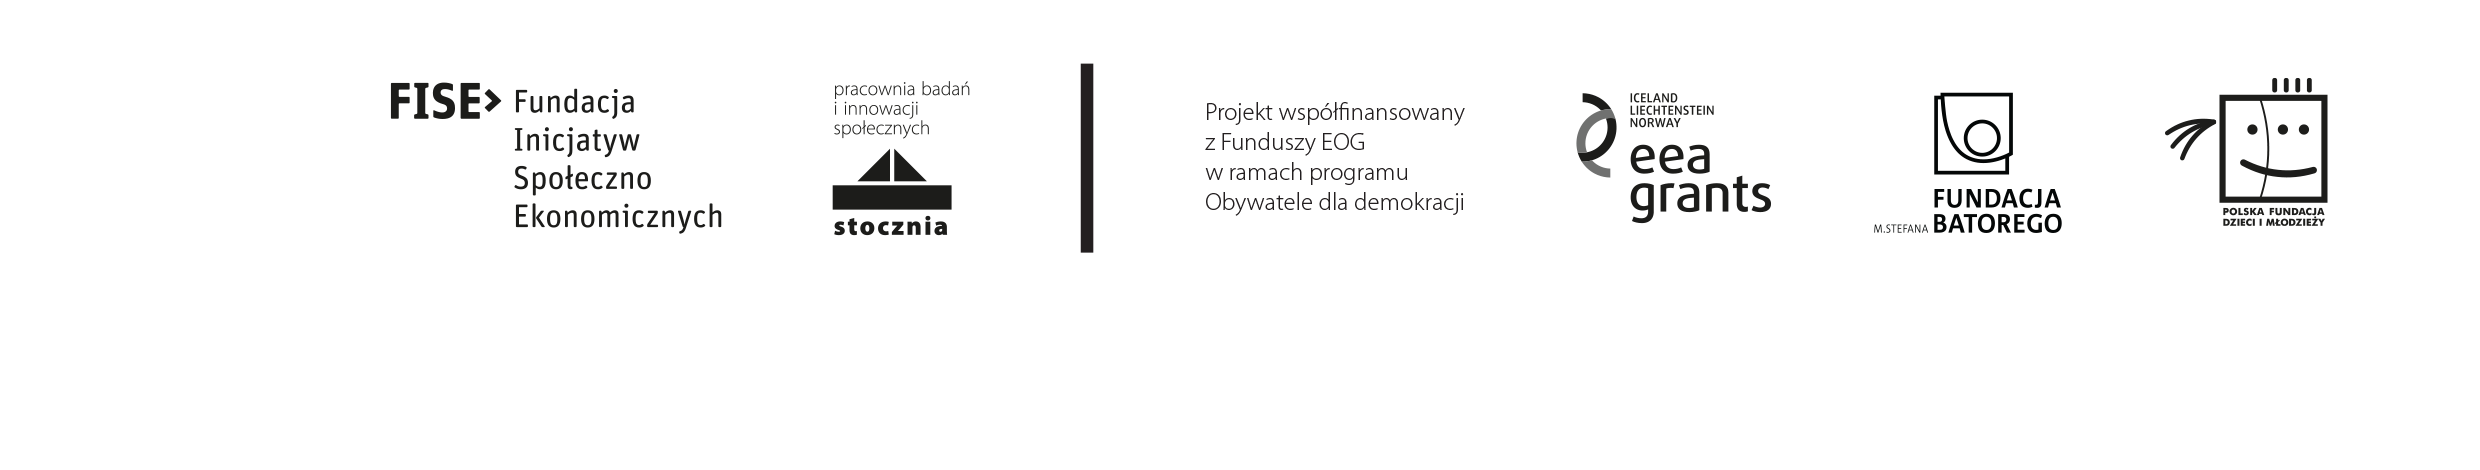 FISE
Fundacja
Inicjatyw
Społeczno
Ekonomicznych
pracownia badań
i innowacji
społecznych
stocznia
Projekt współfinansowany
z Funduszy EOG
w ramach programu
Obywatele dla demokracji
ICELAND
LIECHTENSTEIN
NORWAY
eea
grants
FUNDACJA
M.STEFANA BATOREGO
POLSKA FUNDACJA
DZIECI I MŁODZIEŻY